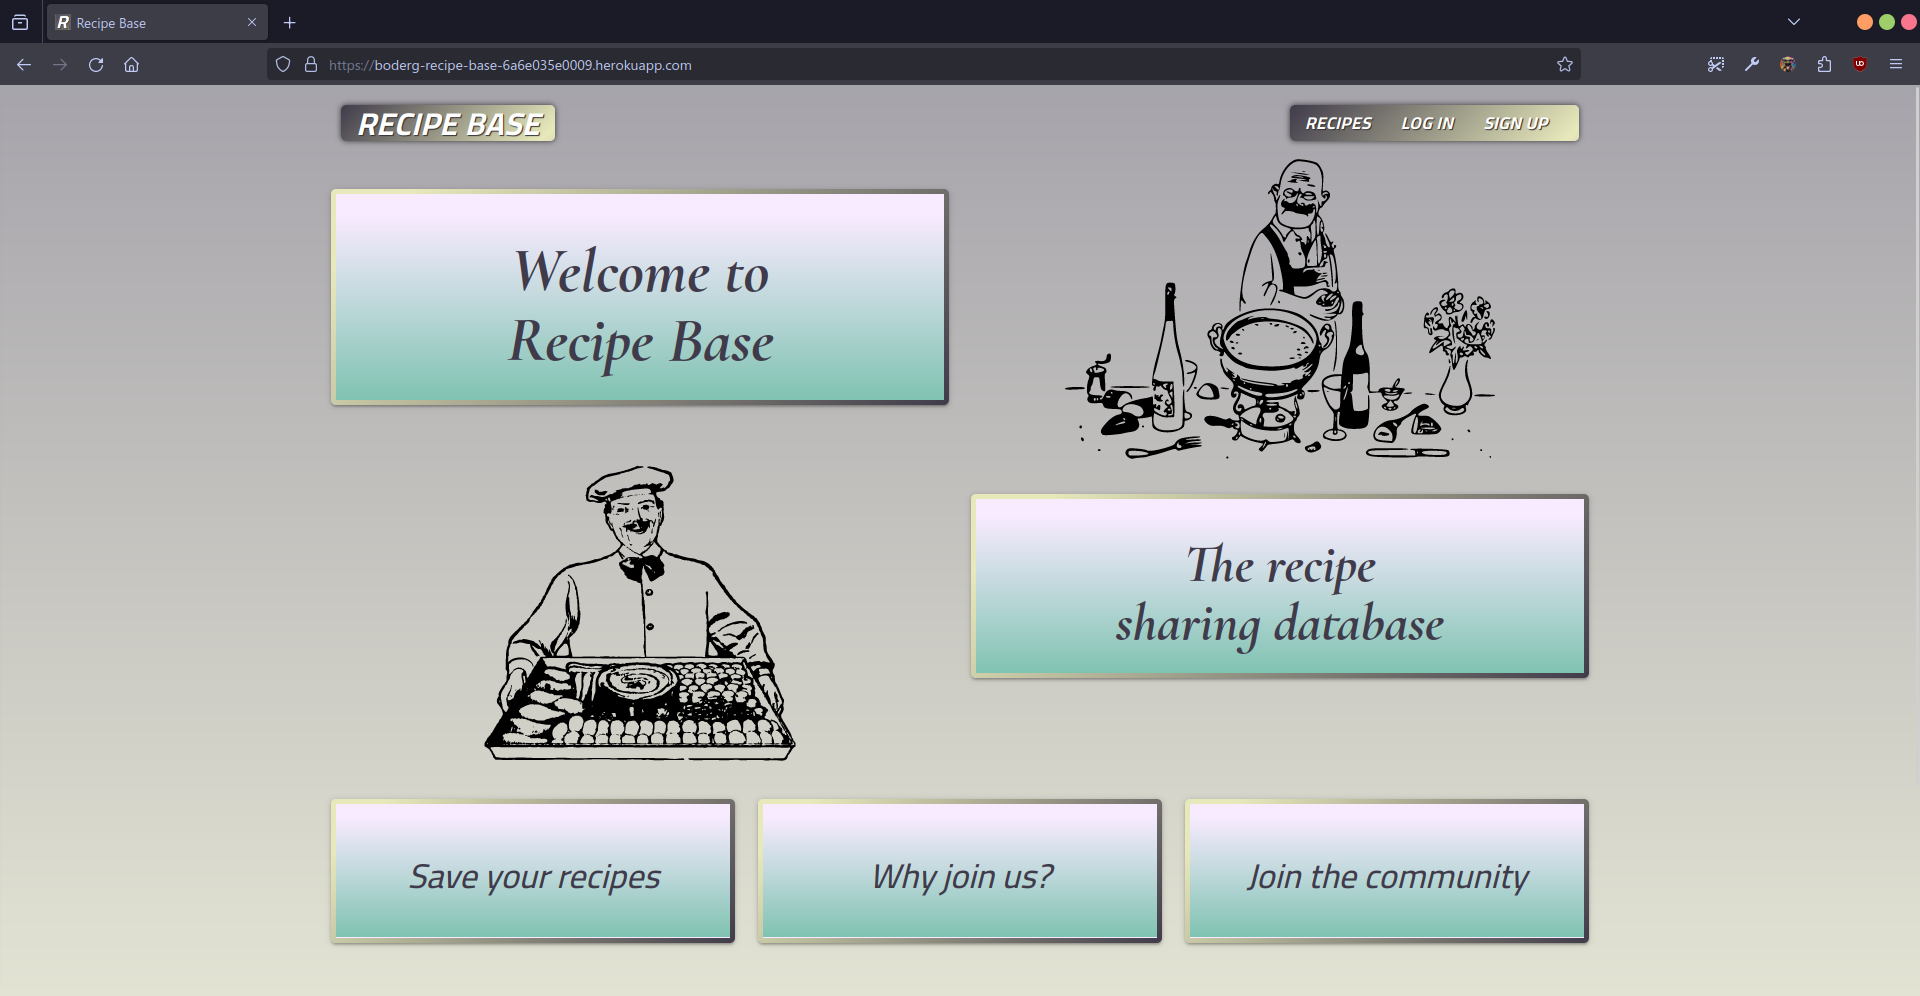 Recipe Base
https://boderg-recipe-base-6a6e035e0009.herokuapp.com
RECIPE BASE
RECIPES LOG IN SIGN UP
Welcome to
Recipe Base
The recipe
sharing database
Save your recipes
Why join us?
Join the community